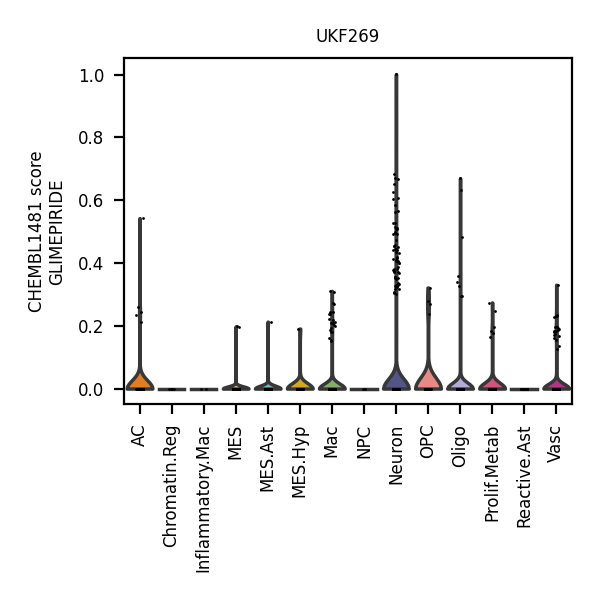 UKF269
CHEMBL1481 score
GLIMEPIRIDE
1.0
0.8
0.6
0.4
0.2
0.0
AC
Chromatin.Reg
Inflammatory.Mac
MES
MES.Ast
MES.Hyp
Mac
NPC
Neuron
OPC
Oligo
Prolif.Metab
Reactive.Ast
Vasc